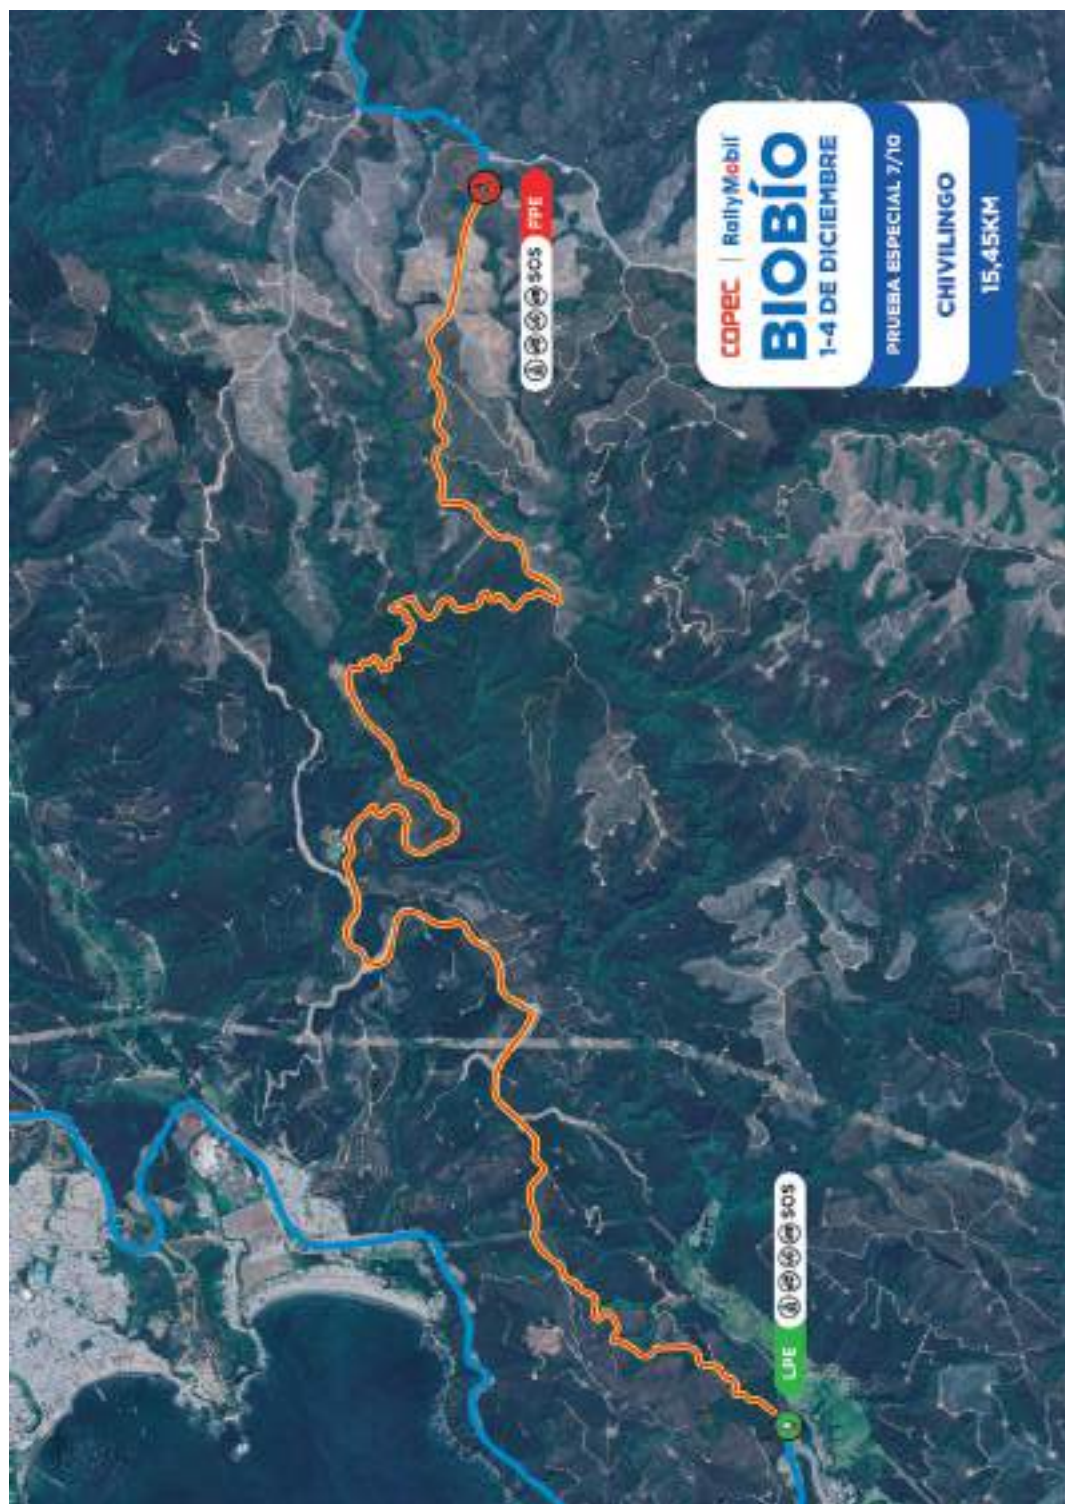 COPEC | RallyMobil
BIOBÍO
1-4 DE DICIEMBRE
PRUEBA ESPECIAL 7/10
CHIVILINGO
15,45KM
SOS FPE
LPE SOS